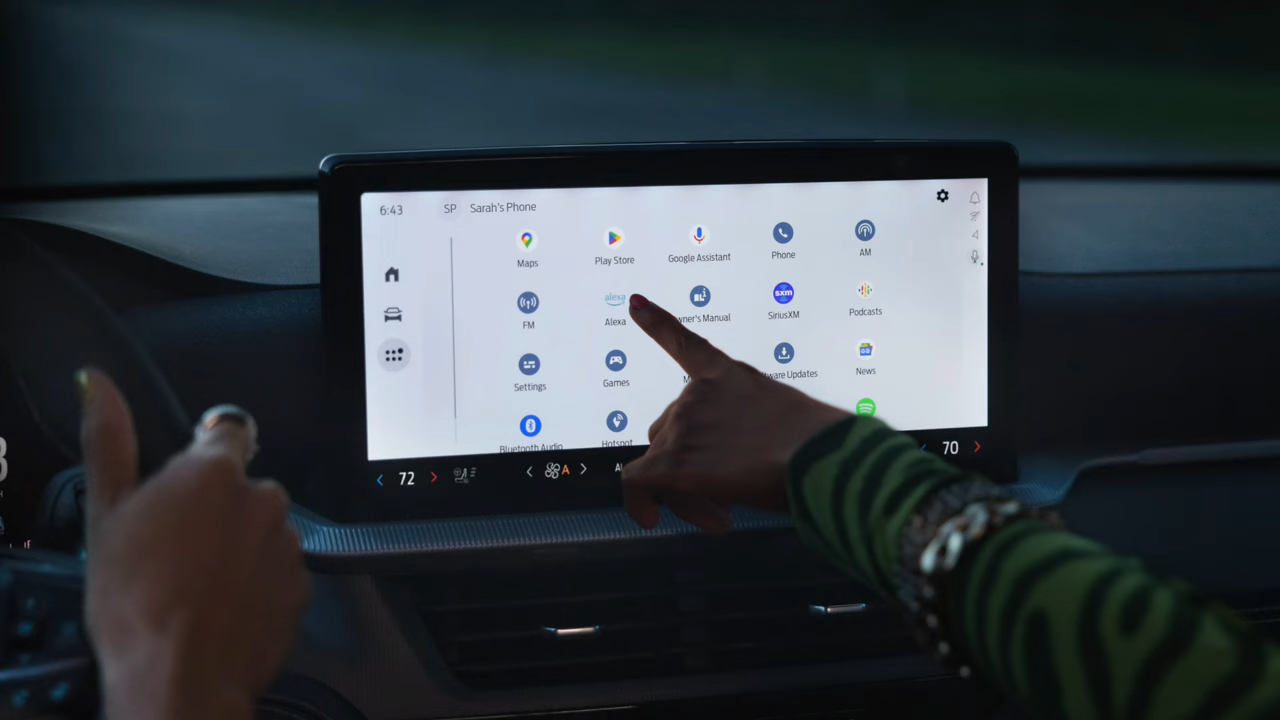 6:43 SP Sarah's Phone
Maps Play Store Google Assistant Phone AM
alexa sxm
FM Alexa wner's Manual SiriusXM Podcasts
Settings Games M tware Updates News
Bluetooth Audio Hotspot
72 A 70